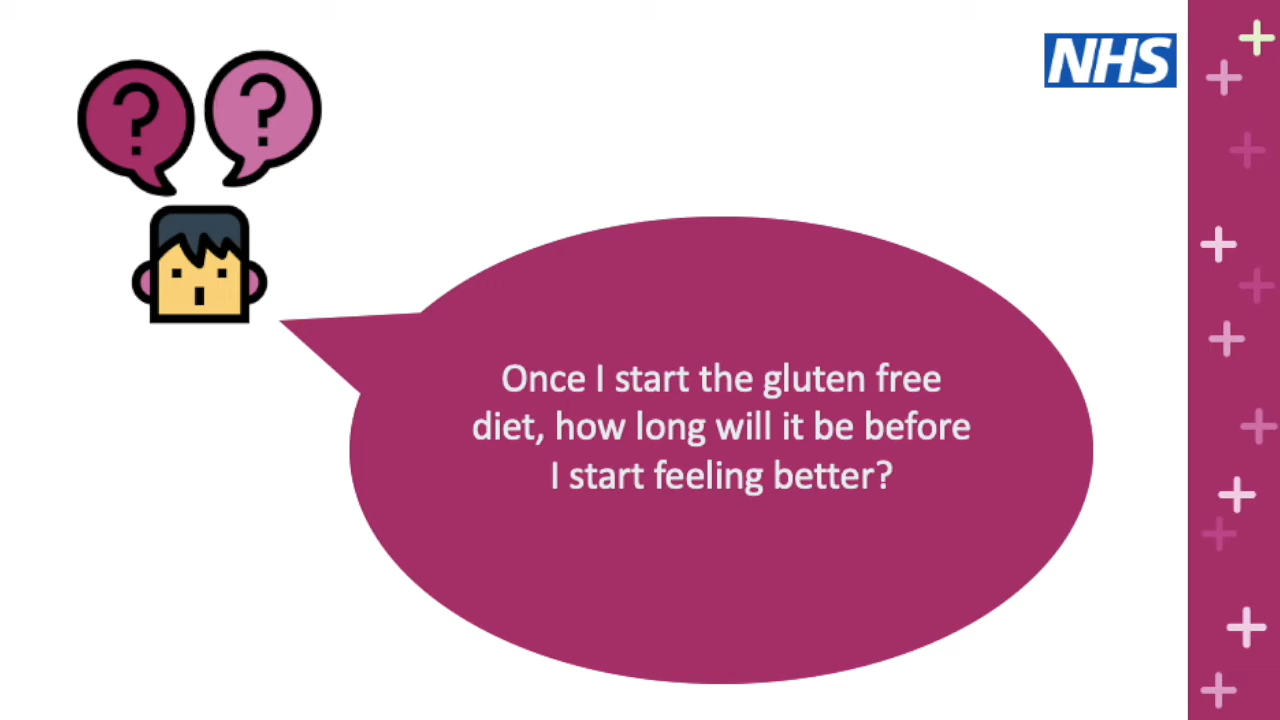 ?
?
NHS
Once I start the gluten free
diet, how long will it be before
I start feeling better?